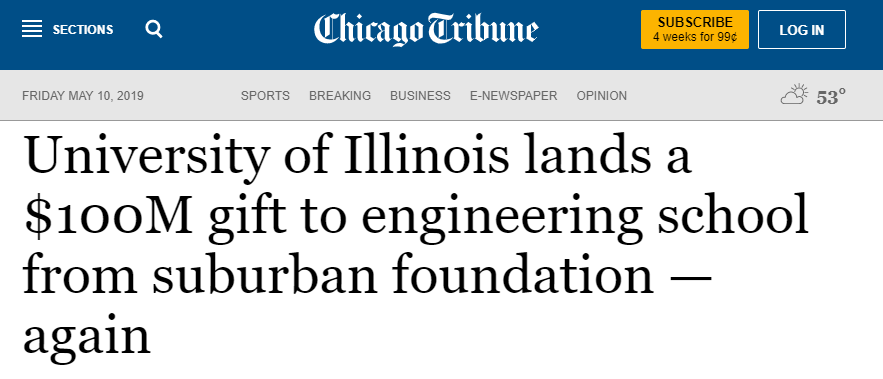 SECTIONS
Chicago Tribune
SUBSCRIBE
4 weeks for 99¢
LOG IN
FRIDAY MAY 10, 2019
SPORTS BREAKING BUSINESS E-NEWSPAPER OPINION
53°
University of Illinois lands a
$100M gift to engineering school
from suburban foundation —
again